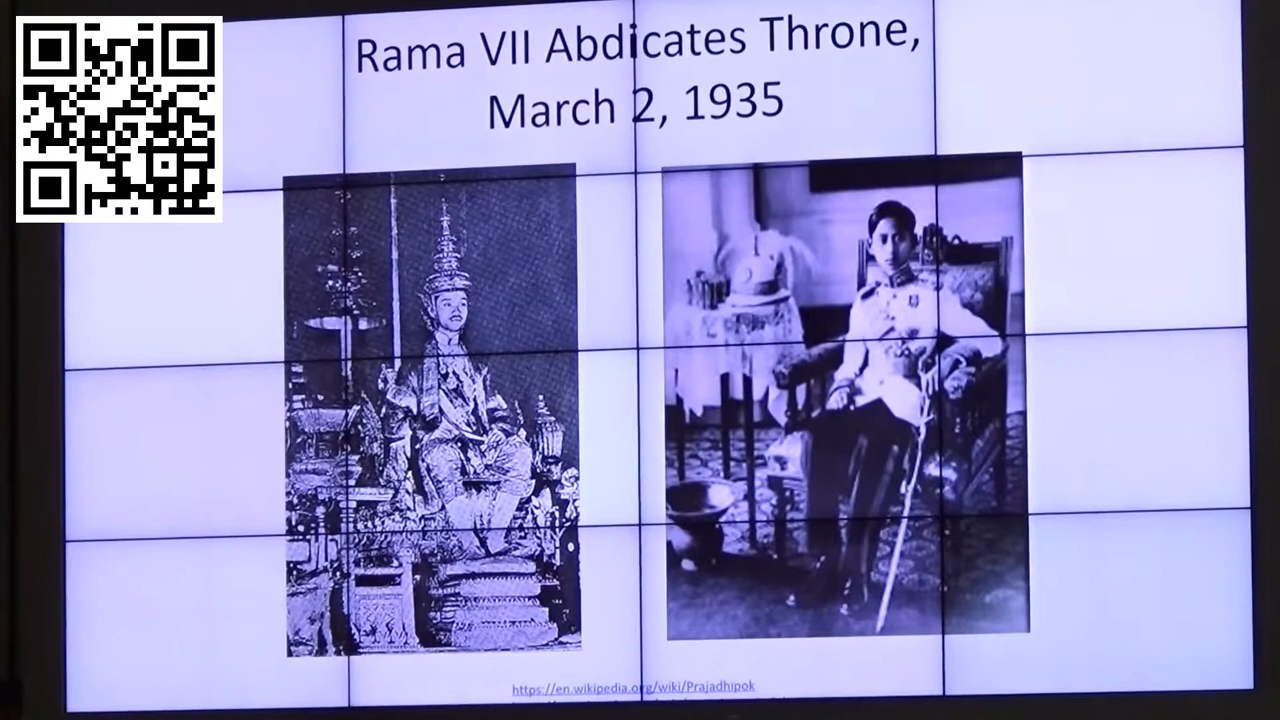 Rama VII Abdicates Throne,
March 2, 1935
https://en.wikipedia.org/wiki/Prajadhipok